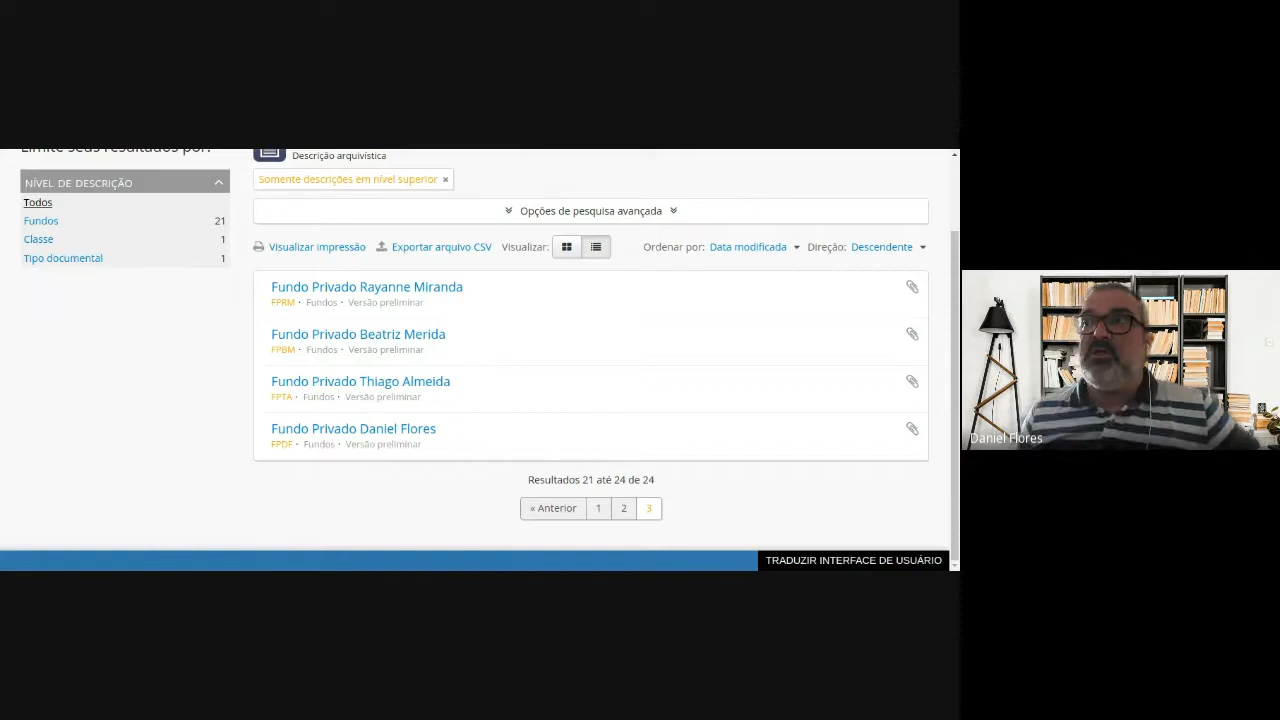 Limite seus resultados por:
NÍVEL DE DESCRIÇÃO
Todos
Fundos 21
Classe 1
Tipo documental 1
Descrição arquivística
Somente descrições em nível superior ×
Opções de pesquisa avançada
Visualizar impressão Exportar arquivo CSV Visualizar: Ordenar por: Data modificada Direção: Descendente
Fundo Privado Rayanne Miranda
FPRM · Fundos · Versão preliminar
Fundo Privado Beatriz Merida
FPBM · Fundos · Versão preliminar
Fundo Privado Thiago Almeida
FPTA · Fundos · Versão preliminar
Fundo Privado Daniel Flores
FPDF · Fundos · Versão preliminar
Resultados 21 até 24 de 24
« Anterior 1 2 3
TRADUZIR INTERFACE DE USUÁRIO
Daniel Flores